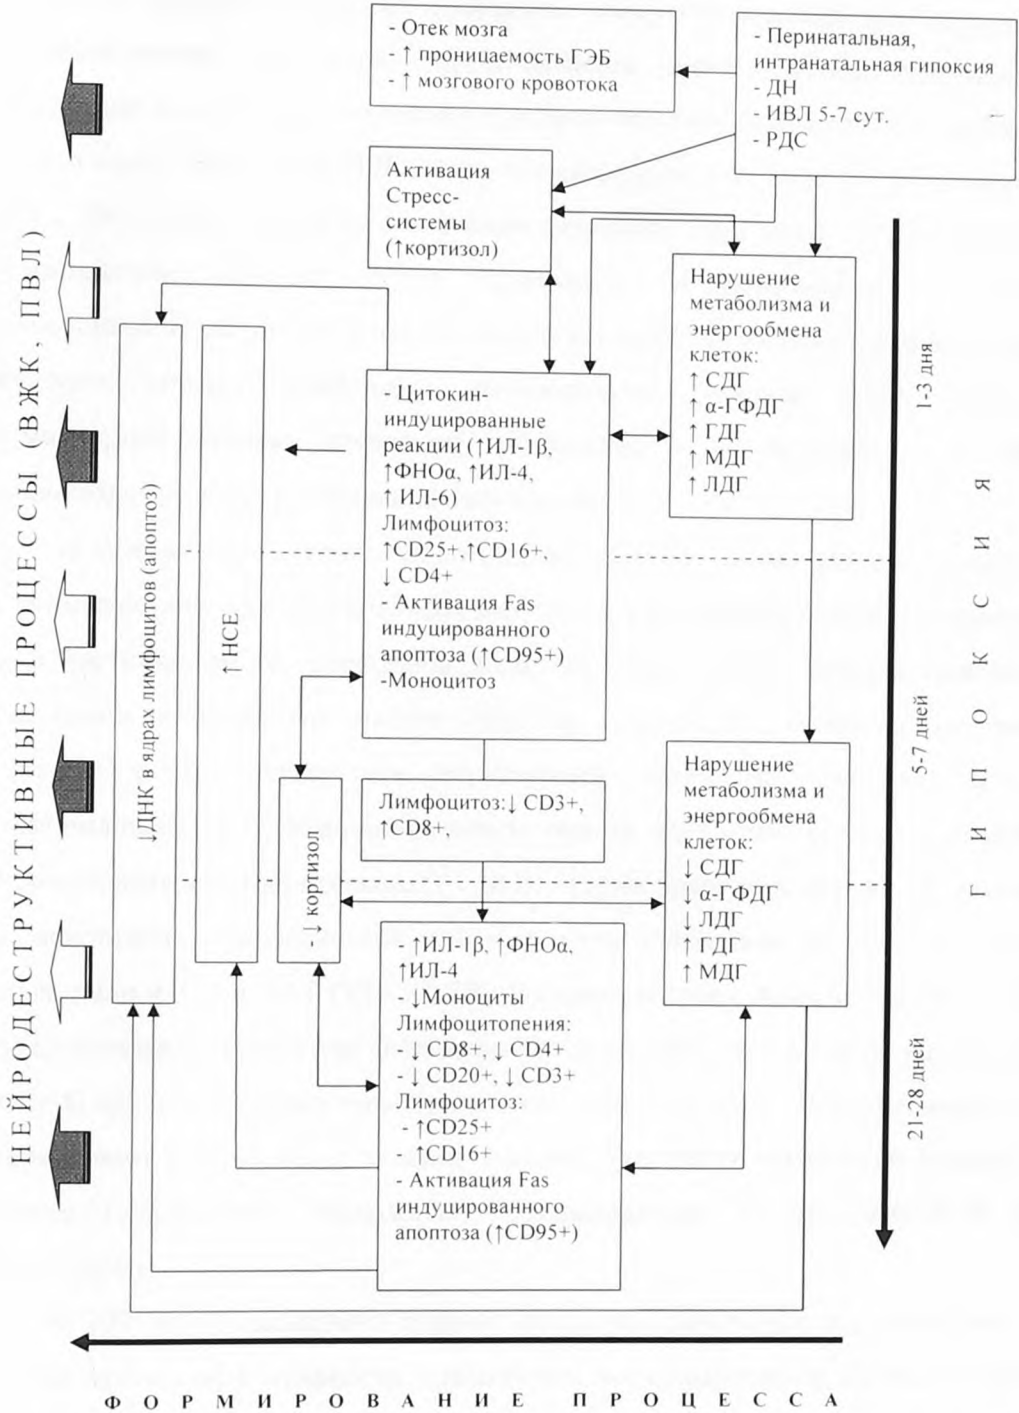 - Отек мозга
- ↑ проницаемость ГЭБ
- ↑ мозгового кровотока
- Перинатальная,
интранатальная гипоксия
- ДН
- ИВЛ 5-7 сут.
- РДС
Активация
Стресс-
системы
(↑кортизол)
Нарушение
метаболизма и
энергообмена
клеток:
↑ СДГ
↑ α-ГФДГ
↑ ГДГ
↑ МДГ
↑ ЛДГ
- Цитокин-
индуцированные
реакции (↑ИЛ-1β,
↑ФНОα, ↑ИЛ-4,
↑ ИЛ-6)
Лимфоцитоз:
↑CD25+,↑CD16+,
↓ CD4+
- Активация Fas
индуцированного
апоптоза (↑CD95+)
-Моноцитоз
Лимфоцитоз:↓ CD3+,
↑CD8+,
Нарушение
метаболизма и
энергообмена
клеток:
↓ СДГ
↓ α-ГФДГ
↓ ЛДГ
↑ ГДГ
↑ МДГ
- ↑ИЛ-1β, ↑ФНОα,
↑ИЛ-4
- ↓Моноциты
Лимфоцитопения:
- ↓ CD8+, ↓ CD4+
- ↓ CD20+, ↓ CD3+
Лимфоцитоз:
- ↑CD25+
- ↑CD16+
- Активация Fas
индуцированного
апоптоза (↑CD95+)
НЕЙРОДЕСТРУКТИВНЫЕ ПРОЦЕССЫ (ВЖК, ПВЛ)
↓ДНК в ядрах лимфоцитов (апоптоз)
↑НСЕ
↓ кортизол
1-3 дня
5-7 дней
21-28 дней
ГИПОКСИЯ
ФОРМИРОВАНИЕ ПРОЦЕССА